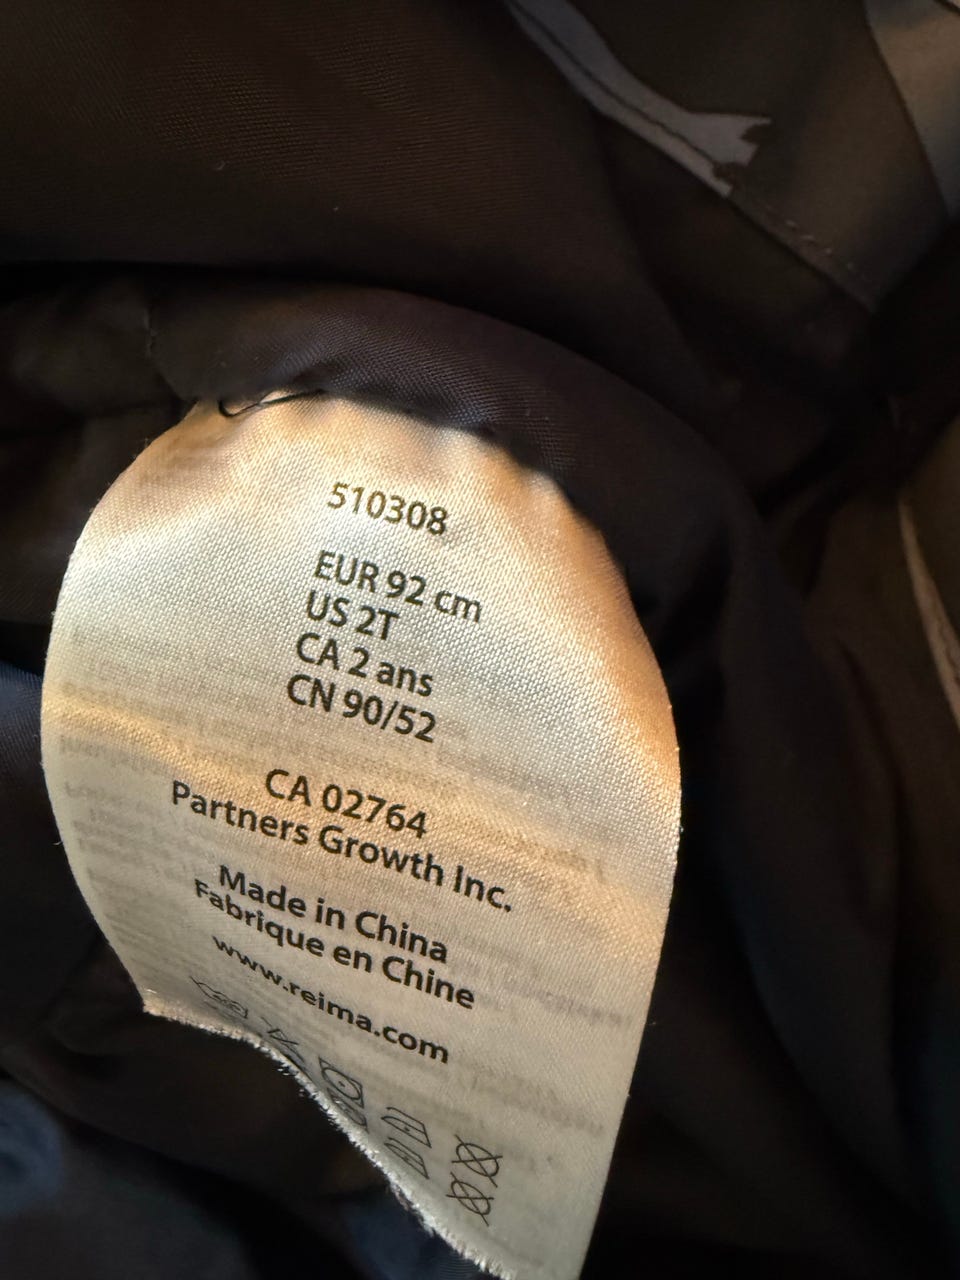 510308
EUR 92 cm
US 2T
CA 2 ans
CN 90/52
CA 02764
Partners Growth Inc.
Made in China
Fabrique en Chine
www.reima.com